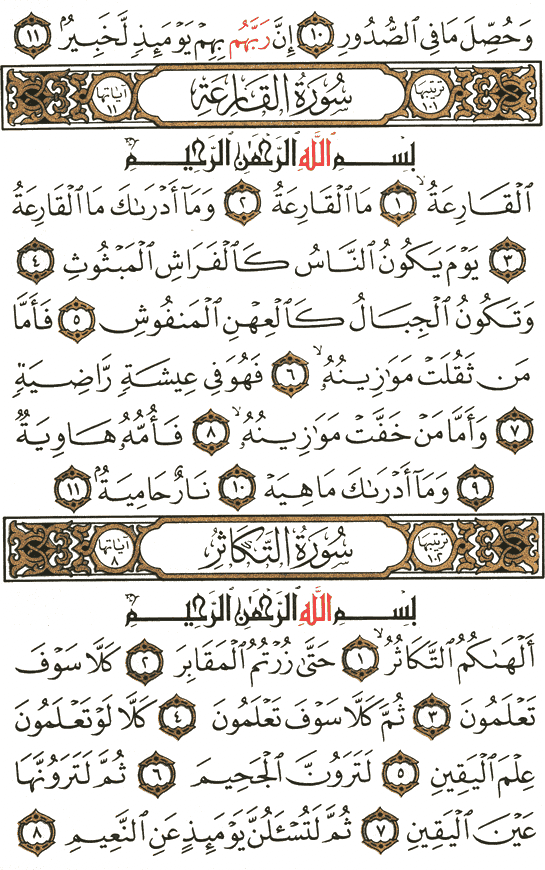 وَحُصِّلَ مَا فِي ٱلصُّدُورِ ١٠ إِنَّ رَبَّهُم بِهِمْ يَوْمَئِذٍ لَّخَبِيرٌۢ ١١
ترتيبها ١٠١ سُورَةُ القَارِعَةِ آياتها ١١
بِسْمِ ٱللَّهِ ٱلرَّحْمَٰنِ ٱلرَّحِيمِ
ٱلْقَارِعَةُ ١ مَا ٱلْقَارِعَةُ ٢ وَمَآ أَدْرَىٰكَ مَا ٱلْقَارِعَةُ
٣ يَوْمَ يَكُونُ ٱلنَّاسُ كَٱلْفَرَاشِ ٱلْمَبْثُوثِ ٤
وَتَكُونُ ٱلْجِبَالُ كَٱلْعِهْنِ ٱلْمَنفُوشِ ٥ فَأَمَّا
مَن ثَقُلَتْ مَوَٰزِينُهُۥ ٦ فَهُوَ فِي عِيشَةٍ رَّاضِيَةٍ
٧ وَأَمَّا مَنْ خَفَّتْ مَوَٰزِينُهُۥ ٨ فَأُمُّهُۥ هَاوِيَةٌ
٩ وَمَآ أَدْرَىٰكَ مَا هِيَهْ ١٠ نَارٌ حَامِيَةٌۢ ١١
ترتيبها ١٠٢ سُورَةُ التَّكَاثُرِ آياتها ٨
بِسْمِ ٱللَّهِ ٱلرَّحْمَٰنِ ٱلرَّحِيمِ
أَلْهَىٰكُمُ ٱلتَّكَاثُرُ ١ حَتَّىٰ زُرْتُمُ ٱلْمَقَابِرَ ٢ كَلَّا سَوْفَ
تَعْلَمُونَ ٣ ثُمَّ كَلَّا سَوْفَ تَعْلَمُونَ ٤ كَلَّا لَوْ تَعْلَمُونَ
عِلْمَ ٱلْيَقِينِ ٥ لَتَرَوُنَّ ٱلْجَحِيمَ ٦ ثُمَّ لَتَرَوُنَّهَا
عَيْنَ ٱلْيَقِينِ ٧ ثُمَّ لَتُسْـَٔلُنَّ يَوْمَئِذٍ عَنِ ٱلنَّعِيمِ ٨